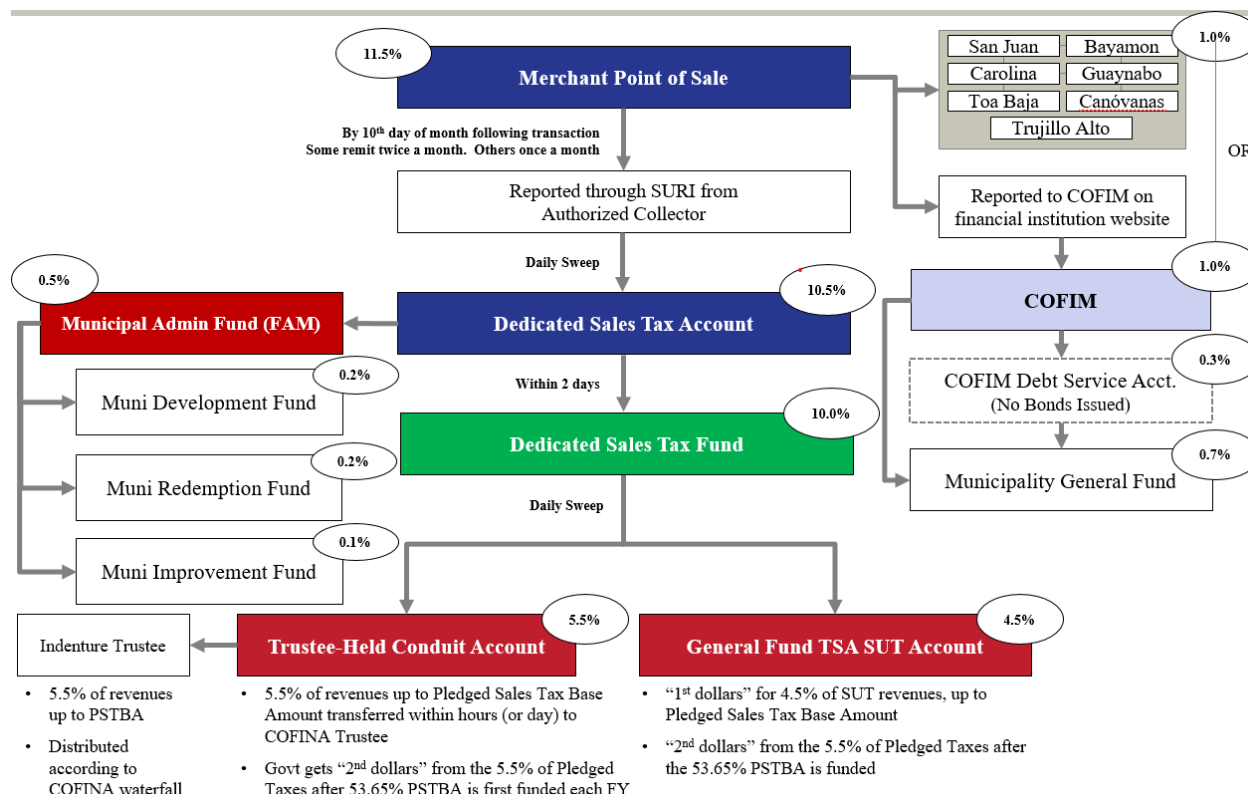 11.5%
Merchant Point of Sale
1.0%
San Juan
Bayamon
Carolina
Guaynabo
Toa Baja
Canóvanas
Trujillo Alto
OR
By 10th day of month following transaction
Some remit twice a month. Others once a month
Reported through SURI from
Authorized Collector
Reported to COFIM on
financial institution website
Daily Sweep
0.5%
Municipal Admin Fund (FAM)
10.5%
Dedicated Sales Tax Account
1.0%
COFIM
0.2%
Muni Development Fund
Within 2 days
0.3%
COFIM Debt Service Acct.
(No Bonds Issued)
10.0%
Dedicated Sales Tax Fund
0.2%
Muni Redemption Fund
0.7%
Municipality General Fund
Daily Sweep
0.1%
Muni Improvement Fund
Indenture Trustee
5.5%
Trustee-Held Conduit Account
4.5%
General Fund TSA SUT Account
• 5.5% of revenues
up to PSTBA
• Distributed
according to
COFINA waterfall
• 5.5% of revenues up to Pledged Sales Tax Base
Amount transferred within hours (or day) to
COFINA Trustee
• Govt gets “2nd dollars” from the 5.5% of Pledged
Taxes after 53.65% PSTBA is first funded each FY
• “1st dollars” for 4.5% of SUT revenues, up to
Pledged Sales Tax Base Amount
• “2nd dollars” from the 5.5% of Pledged Taxes after
the 53.65% PSTBA is funded